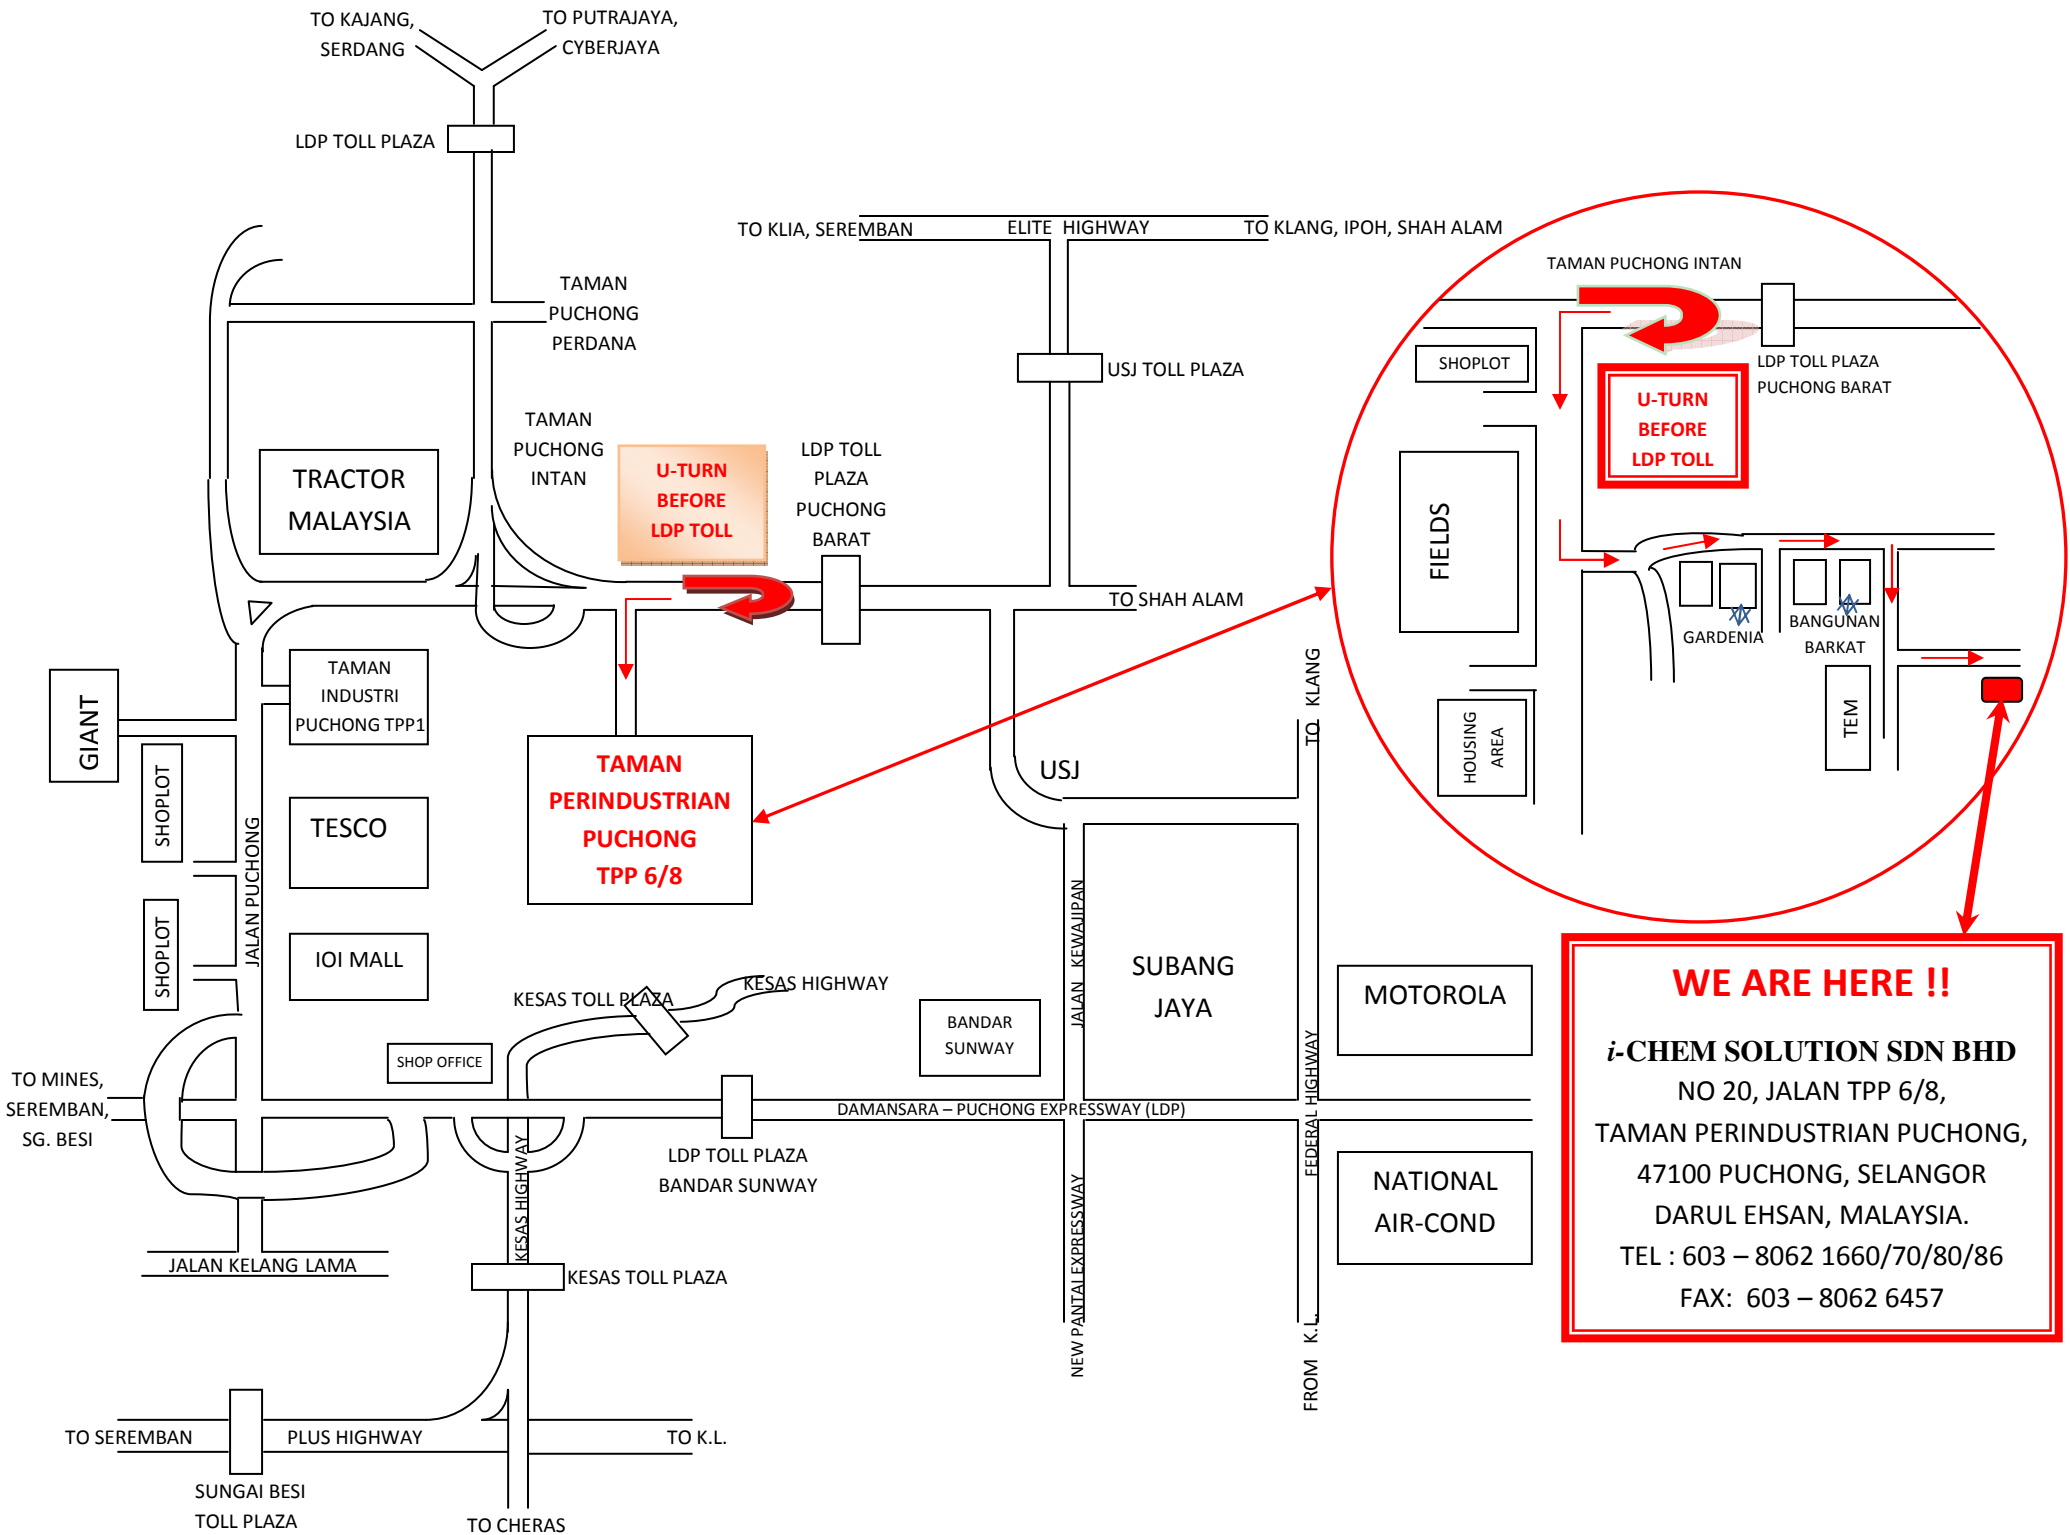 TO KAJANG,
SERDANG
TO PUTRAJAYA,
CYBERJAYA
LDP TOLL PLAZA
TO KLIA, SEREMBAN
ELITE HIGHWAY
TO KLANG, IPOH, SHAH ALAM
TAMAN
PUCHONG
PERDANA
USJ TOLL PLAZA
TAMAN
PUCHONG
INTAN
U-TURN
BEFORE
LDP TOLL
LDP TOLL
PLAZA
PUCHONG
BARAT
TRACTOR
MALAYSIA
TO SHAH ALAM
TAMAN PUCHONG INTAN
SHOPLOT
LDP TOLL PLAZA
PUCHONG BARAT
U-TURN
BEFORE
LDP TOLL
FIELDS
GARDENIA
BANGUNAN
BARKAT
HOUSING
AREA
TEM
GIANT
TAMAN
INDUSTRI
PUCHONG TPP1
SHOPLOT
TESCO
JALAN PUCHONG
SHOPLOT
IOI MALL
TAMAN
PERINDUSTRIAN
PUCHONG
TPP 6/8
USJ
TO KLANG
JALAN KEWAJIPAN
SUBANG
JAYA
MOTOROLA
KESAS TOLL PLAZA
KESAS HIGHWAY
BANDAR
SUNWAY
SHOP OFFICE
TO MINES,
SEREMBAN,
SG. BESI
DAMANSARA – PUCHONG EXPRESSWAY (LDP)
FEDERAL HIGHWAY
LDP TOLL PLAZA
BANDAR SUNWAY
KESAS HIGHWAY
NATIONAL
AIR-COND
NEW PANTAI EXPRESSWAY
JALAN KELANG LAMA
KESAS TOLL PLAZA
FROM K.L.
TO SEREMBAN
PLUS HIGHWAY
TO K.L.
SUNGAI BESI
TOLL PLAZA
TO CHERAS
WE ARE HERE !!
i-CHEM SOLUTION SDN BHD
NO 20, JALAN TPP 6/8,
TAMAN PERINDUSTRIAN PUCHONG,
47100 PUCHONG, SELANGOR
DARUL EHSAN, MALAYSIA.
TEL : 603 – 8062 1660/70/80/86
FAX: 603 – 8062 6457